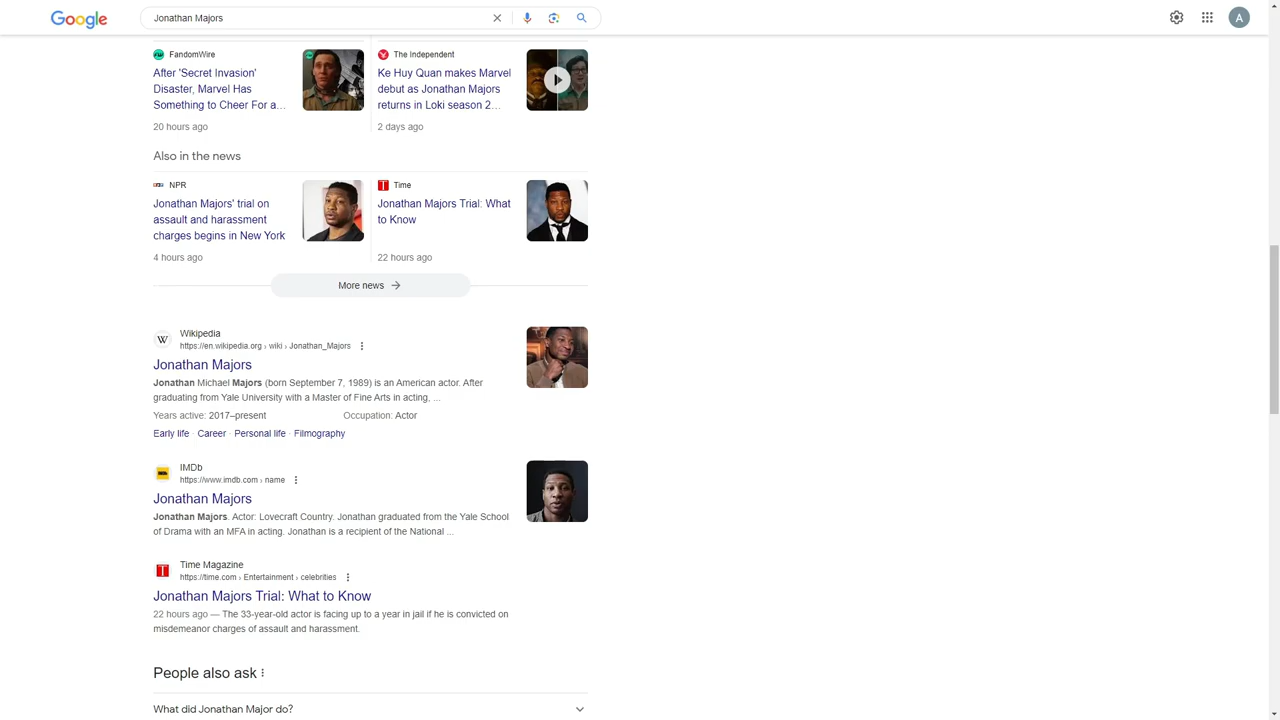 Google
Jonathan Majors
A
FandomWire
After 'Secret Invasion'
Disaster, Marvel Has
Something to Cheer For a...
20 hours ago
The Independent
Ke Huy Quan makes Marvel
debut as Jonathan Majors
returns in Loki season 2...
2 days ago
Also in the news
NPR
Jonathan Majors' trial on
assault and harassment
charges begins in New York
4 hours ago
T Time
Jonathan Majors Trial: What
to Know
22 hours ago
More news
W Wikipedia
https://en.wikipedia.org › wiki › Jonathan_Majors
Jonathan Majors
Jonathan Michael Majors (born September 7, 1989) is an American actor. After
graduating from Yale University with a Master of Fine Arts in acting, ...
Years active: 2017–present Occupation: Actor
Early life · Career · Personal life · Filmography
IMDb
https://www.imdb.com › name
Jonathan Majors
Jonathan Majors. Actor: Lovecraft Country. Jonathan graduated from the Yale School
of Drama with an MFA in acting. Jonathan is a recipient of the National ...
T Time Magazine
https://time.com › Entertainment › celebrities
Jonathan Majors Trial: What to Know
22 hours ago — The 33-year-old actor is facing up to a year in jail if he is convicted on
misdemeanor charges of assault and harassment.
People also ask
What did Jonathan Major do?